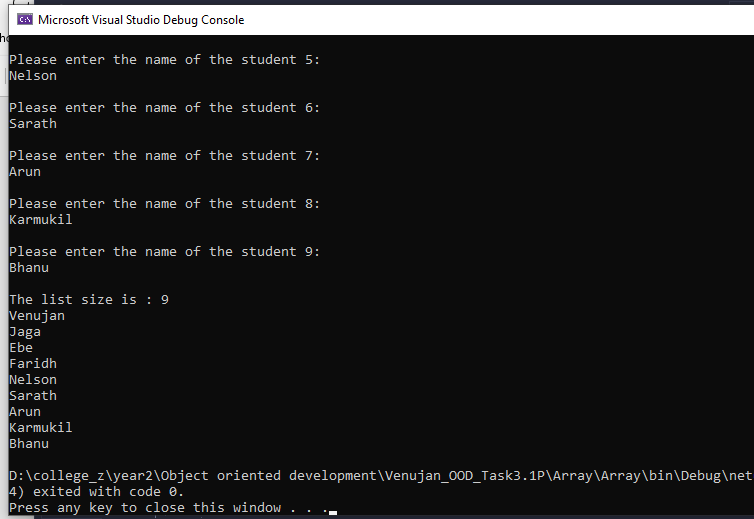 Microsoft Visual Studio Debug Console
Please enter the name of the student 5:
Nelson
Please enter the name of the student 6:
Sarath
Please enter the name of the student 7:
Arun
Please enter the name of the student 8:
Karmukil
Please enter the name of the student 9:
Bhanu
The list size is : 9
Venujan
Jaga
Ebe
Faridh
Nelson
Sarath
Arun
Karmukil
Bhanu
D:\college_z\year2\Object oriented development\Venujan_OOD_Task3.1P\Array\Array\bin\Debug\net
4) exited with code 0.
Press any key to close this window . . .